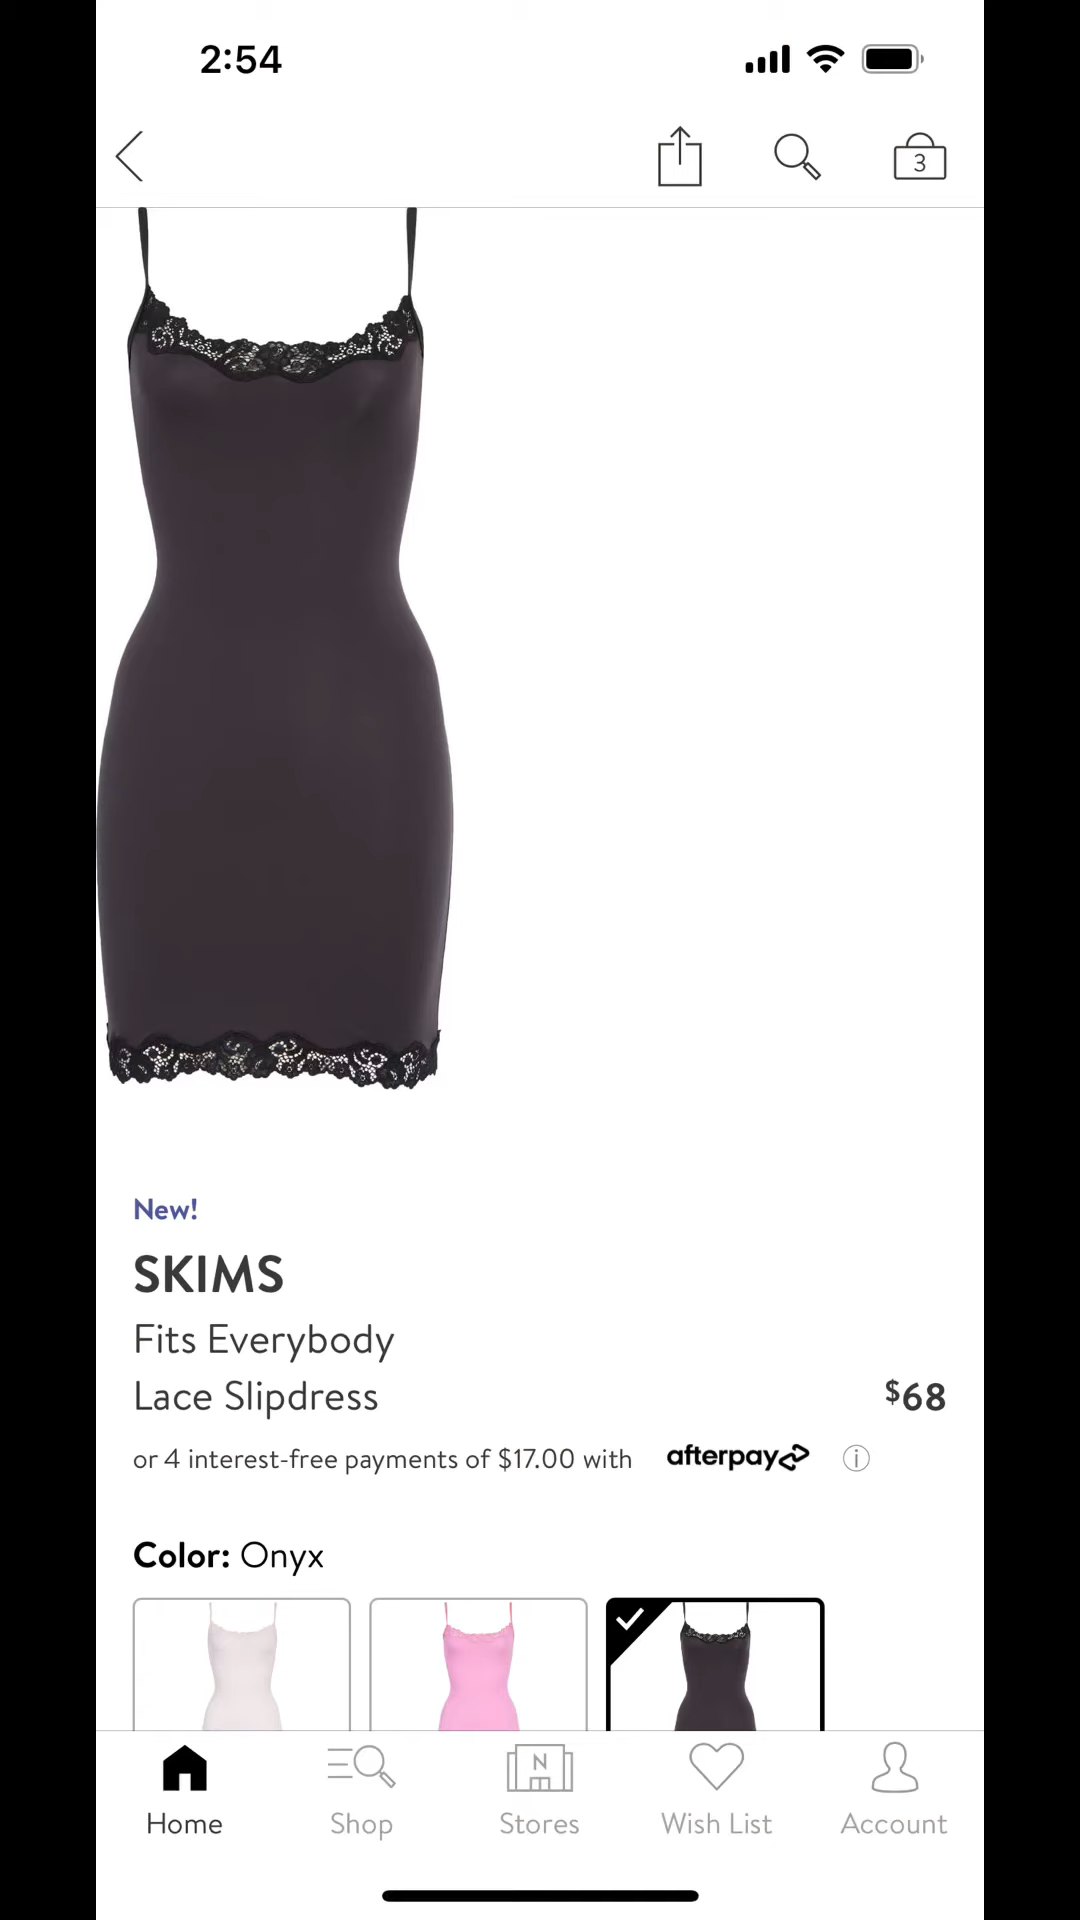 2:54
3
New!
SKIMS
Fits Everybody
Lace Slipdress
$68
or 4 interest-free payments of $17.00 with afterpay
Color: Onyx
N
Home
Shop
Stores
Wish List
Account